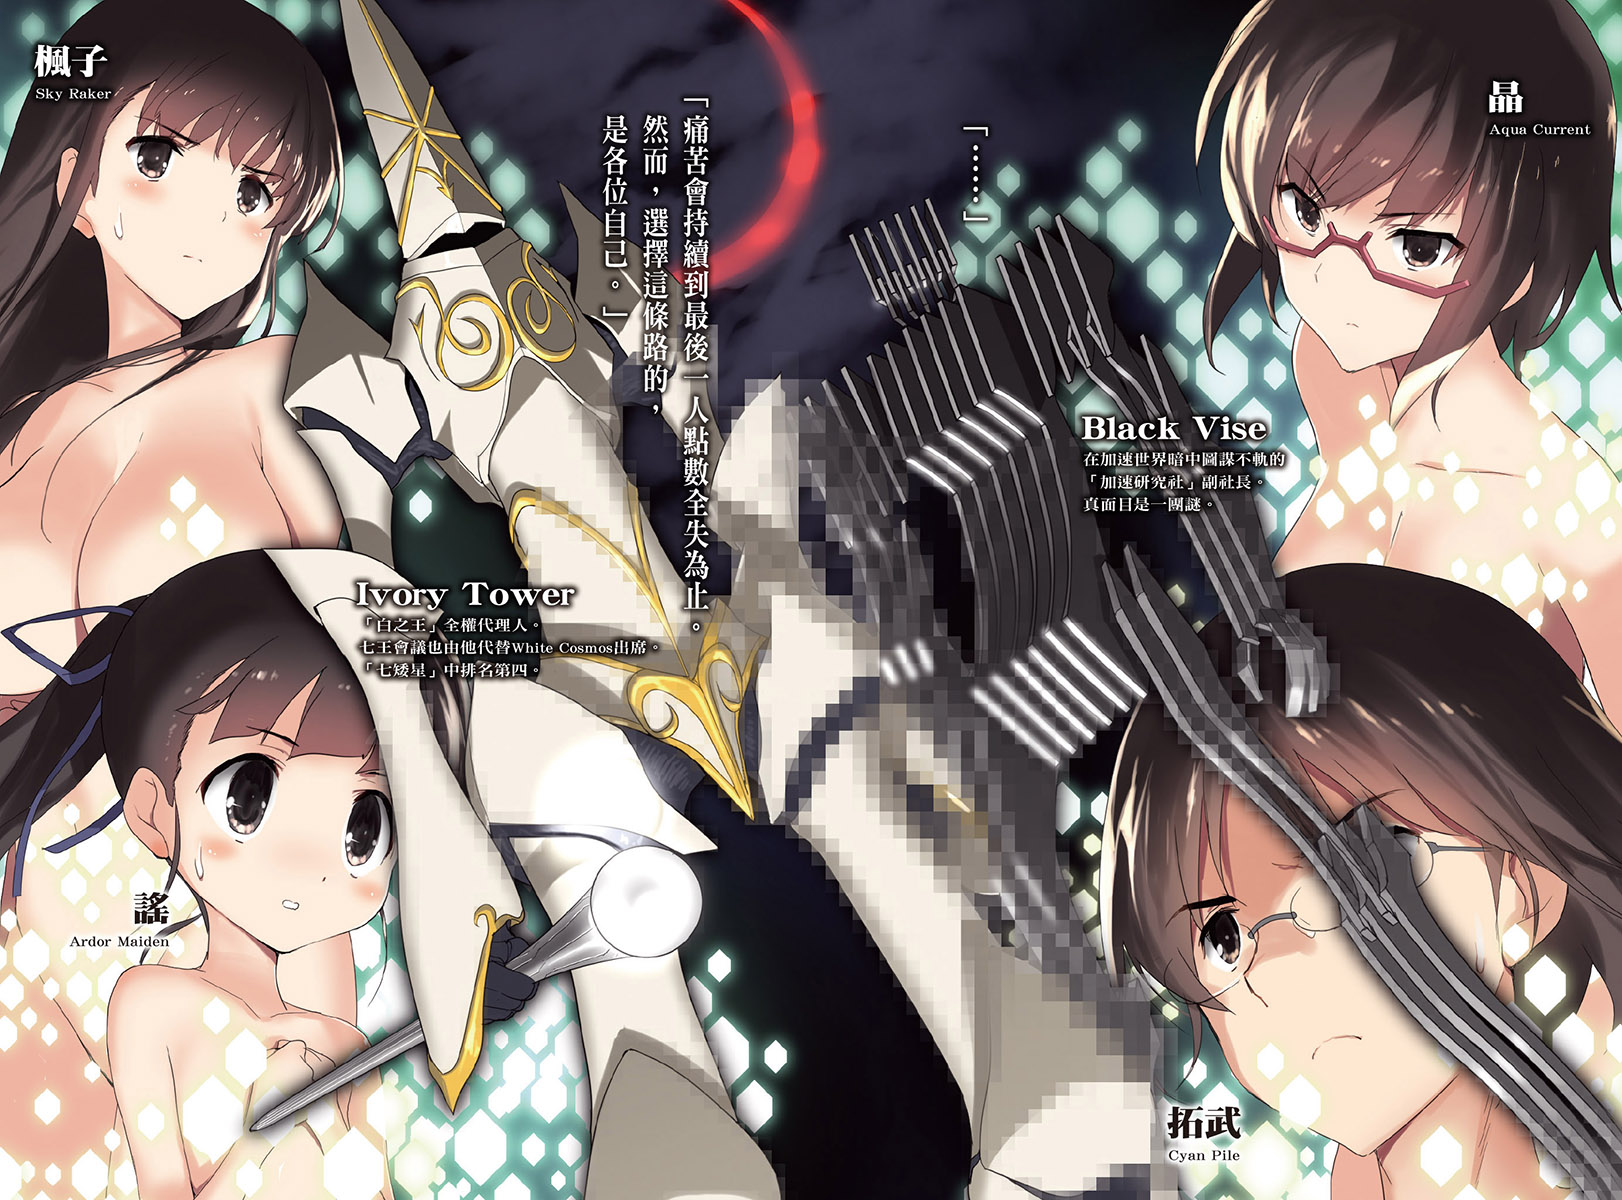 楓子
Sky Raker
晶
Aqua Current
「……」
「痛苦會持續到最後一人點數全失為止。
然而，選擇這條路的，
是各位自己。」
Black Vise
在加速世界暗中圖謀不軌的
「加速研究社」副社長。
真面目是一團謎。
Ivory Tower
「白之王」全權代理人。
七王會議也由他代替White Cosmos出席。
「七矮星」中排名第四。
謠
Ardor Maiden
拓武
Cyan Pile